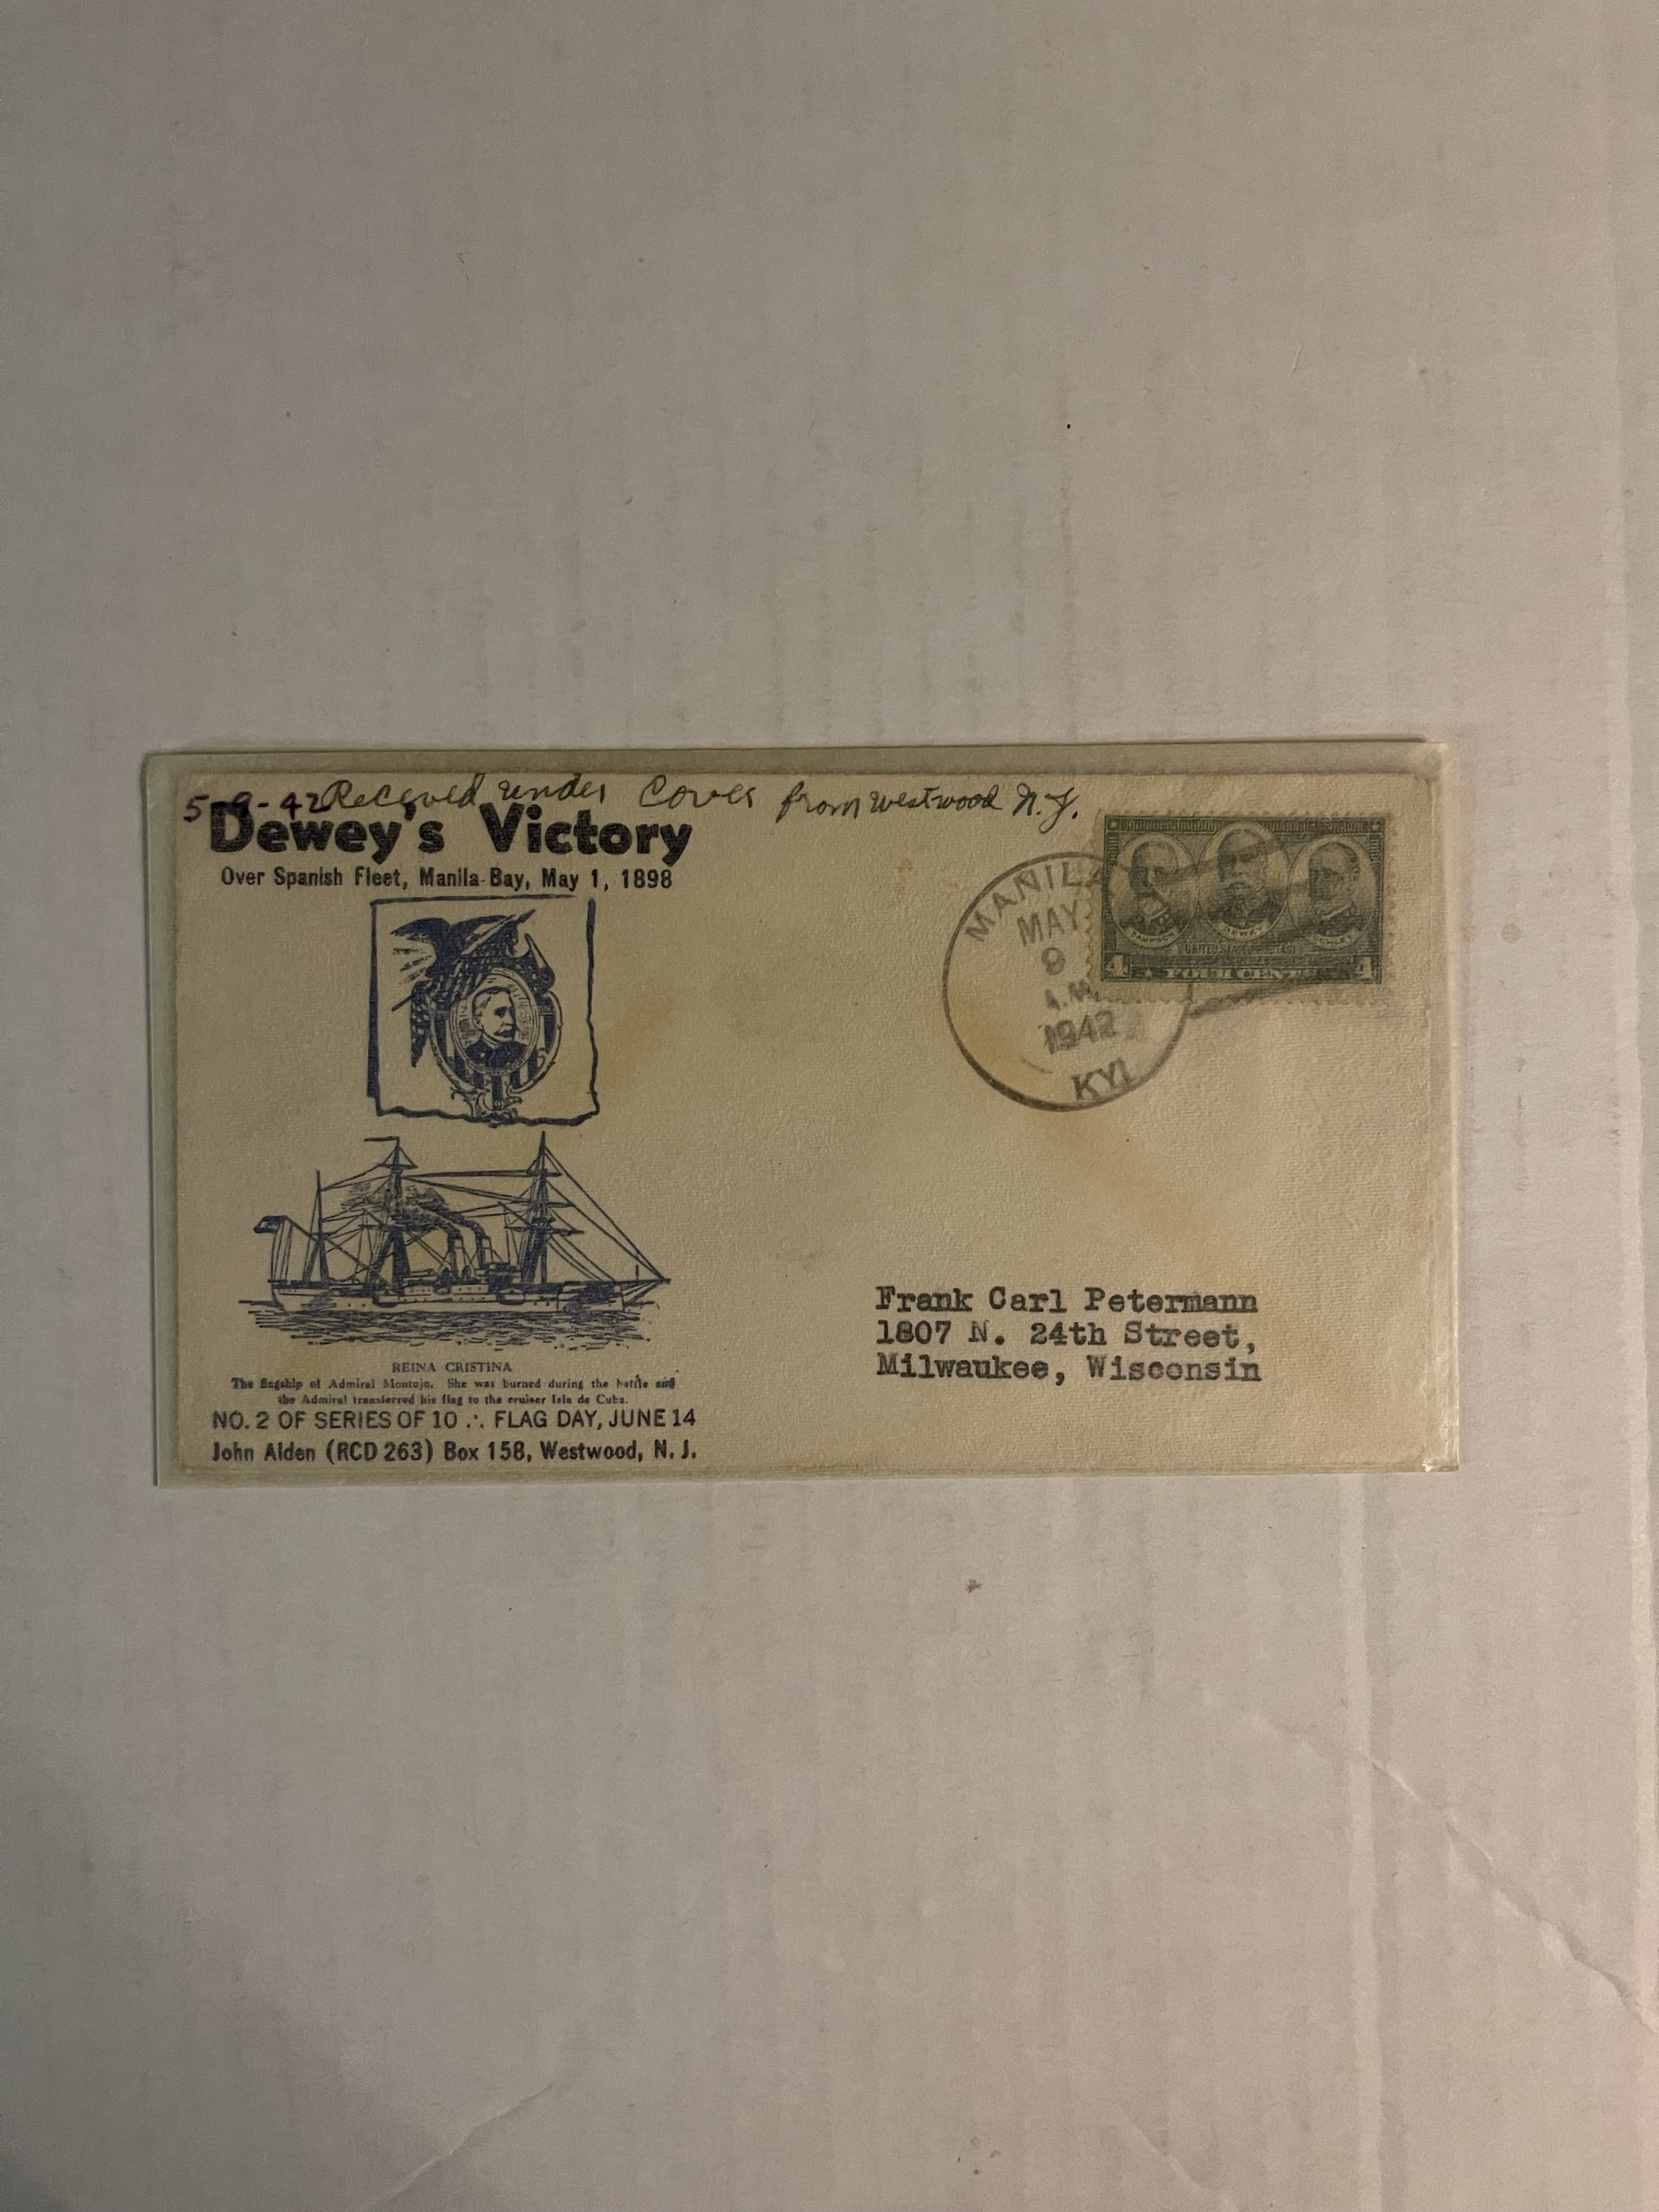 5-9-42 Received under Cover from Westwood N.J.
Dewey's Victory
Over Spanish Fleet, Manila Bay, May 1, 1898
REINA CRISTINA
The flagship of Admiral Montojo. She was burned during the battle and
the Admiral transferred his flag to the cruiser Isla de Cuba.
NO. 2 OF SERIES OF 10 ∴ FLAG DAY, JUNE 14
John Alden (RCD 263) Box 158, Westwood, N. J.
MANILA
MAY
9
A.M.
1942
KY.
SAMPSON
DEWEY
SCHLEY
UNITED STATES POSTAGE
4 FOUR CENTS 4
Frank Carl Petermann
1807 N. 24th Street,
Milwaukee, Wisconsin